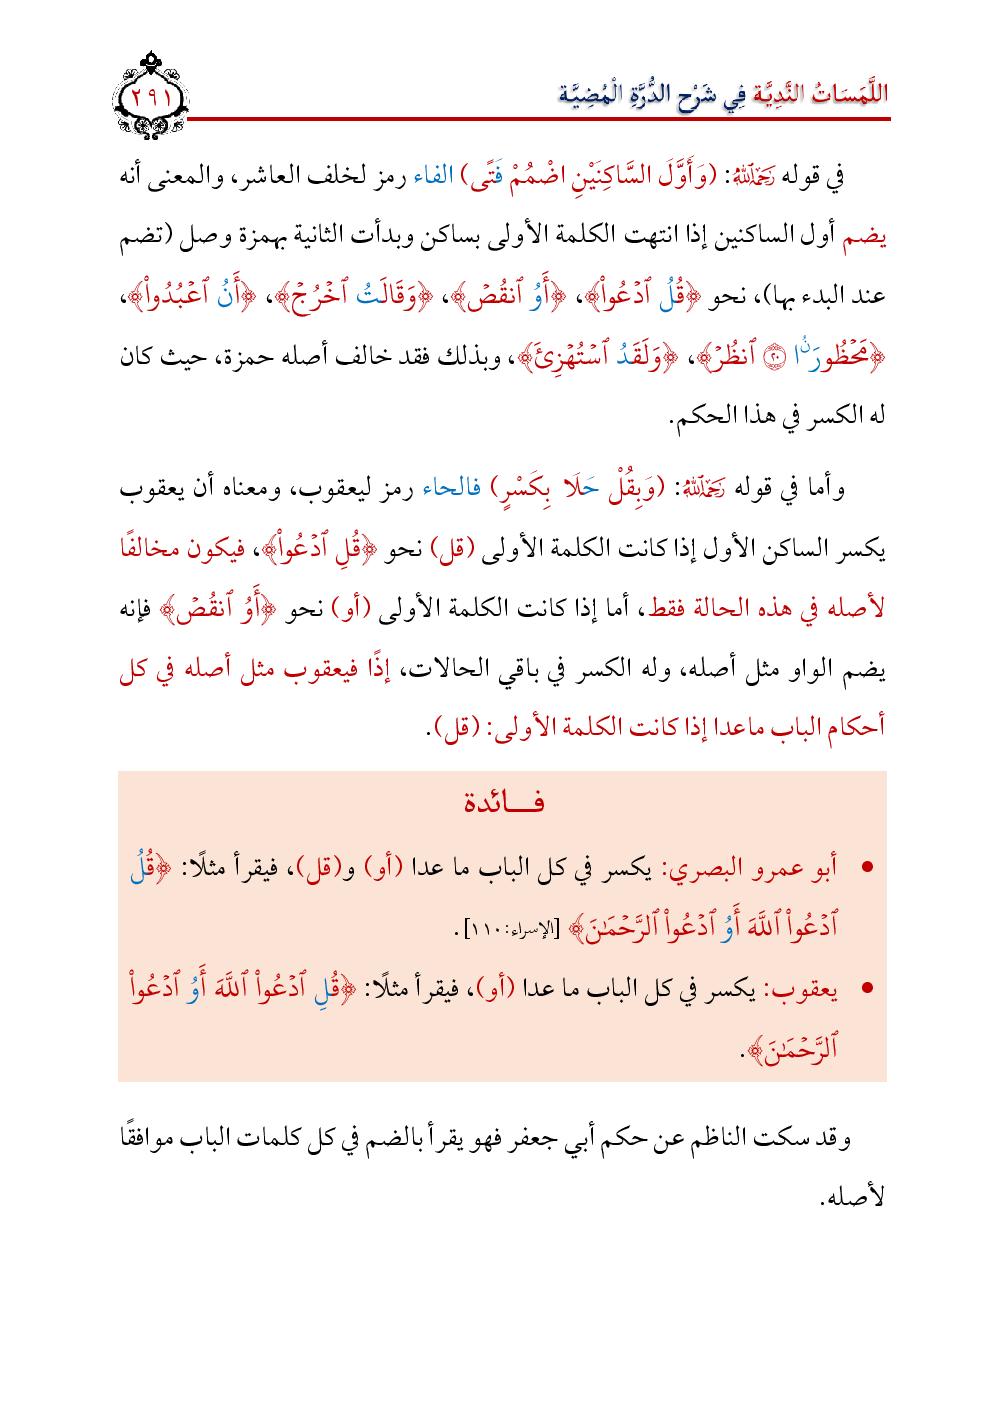 اللَّمَسَاتُ النَّدِيَّة فِي شَرْحِ الدُّرَّةِ الْمُضِيَّة
٢٩١
في قوله رَحِمَهُ ٱللَّهُ: (وَأَوَّلَ السَّاكِنَيْنِ اضْمُمْ فَتًى) الفاء رمز لخلف العاشر، والمعنى أنه
يضم أول الساكنين إذا انتهت الكلمة الأولى بساكن وبدأت الثانية بهمزة وصل (تضم
عند البدء بها)، نحو ﴿قُلُ ٱدۡعُواْ﴾، ﴿أَوُ ٱنقُصۡ﴾، ﴿وَقَالَتُ ٱخۡرُجۡ﴾، ﴿أَنُ ٱعۡبُدُواْ﴾،
﴿مَحۡظُورَنُا ۝٢٠ ٱنظُرۡ﴾، ﴿وَلَقَدُ ٱسۡتُهۡزِئَ﴾، وبذلك فقد خالف أصله حمزة، حيث كان
له الكسر في هذا الحكم.
وأما في قوله رَحِمَهُ ٱللَّهُ: (وَبِقُلْ حَلَا بِكَسْرٍ) فالحاء رمز ليعقوب، ومعناه أن يعقوب
يكسر الساكن الأول إذا كانت الكلمة الأولى (قل) نحو ﴿قُلِ ٱدۡعُواْ﴾، فيكون مخالفًا
لأصله في هذه الحالة فقط، أما إذا كانت الكلمة الأولى (أو) نحو ﴿أَوُ ٱنقُصۡ﴾ فإنه
يضم الواو مثل أصله، وله الكسر في باقي الحالات، إذًا فيعقوب مثل أصله في كل
أحكام الباب ماعدا إذا كانت الكلمة الأولى: (قل).
فـــائدة
• أبو عمرو البصري: يكسر في كل الباب ما عدا (أو) و(قل)، فيقرأ مثلًا: ﴿قُلُ
ٱدۡعُواْ ٱللَّهَ أَوُ ٱدۡعُواْ ٱلرَّحۡمَٰنَ﴾ [الإسراء:١١٠].
• يعقوب: يكسر في كل الباب ما عدا (أو)، فيقرأ مثلًا: ﴿قُلِ ٱدۡعُواْ ٱللَّهَ أَوُ ٱدۡعُواْ
ٱلرَّحۡمَٰنَ﴾.
وقد سكت الناظم عن حكم أبي جعفر فهو يقرأ بالضم في كل كلمات الباب موافقًا
لأصله.